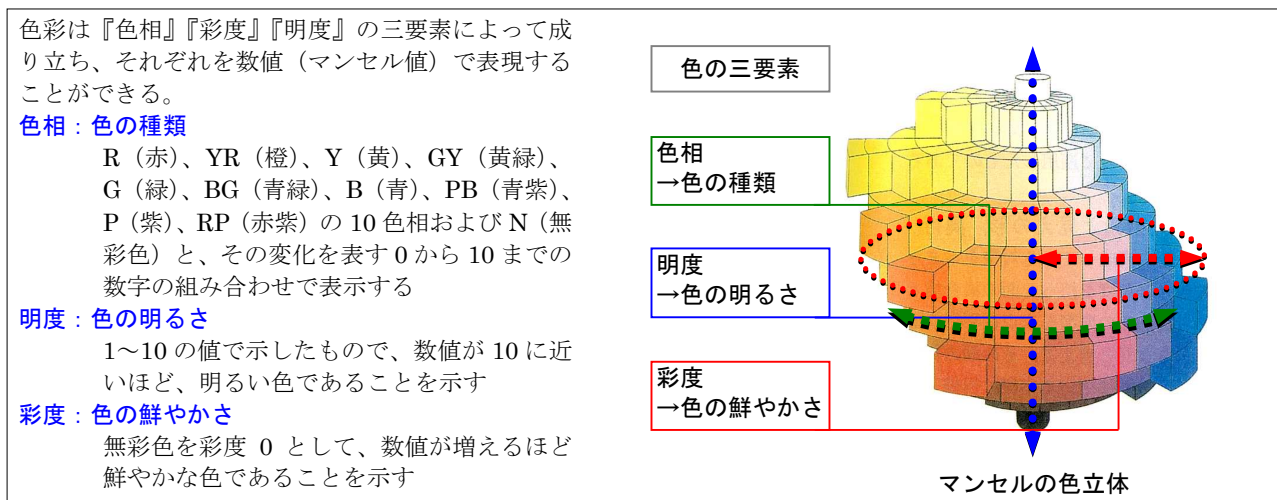 色彩は『色相』『彩度』『明度』の三要素によって成
り立ち、それぞれを数値（マンセル値）で表現する
ことができる。
色相：色の種類
R（赤）、YR（橙）、Y（黄）、GY（黄緑）、
G（緑）、BG（青緑）、B（青）、PB（青紫）、
P（紫）、RP（赤紫）の 10 色相および N（無
彩色）と、その変化を表す 0 から 10 までの
数字の組み合わせで表示する
明度：色の明るさ
1～10 の値で示したもので、数値が 10 に近
いほど、明るい色であることを示す
彩度：色の鮮やかさ
無彩色を彩度 0 として、数値が増えるほど
鮮やかな色であることを示す
色の三要素
色相
→色の種類
明度
→色の明るさ
彩度
→色の鮮やかさ
マンセルの色立体